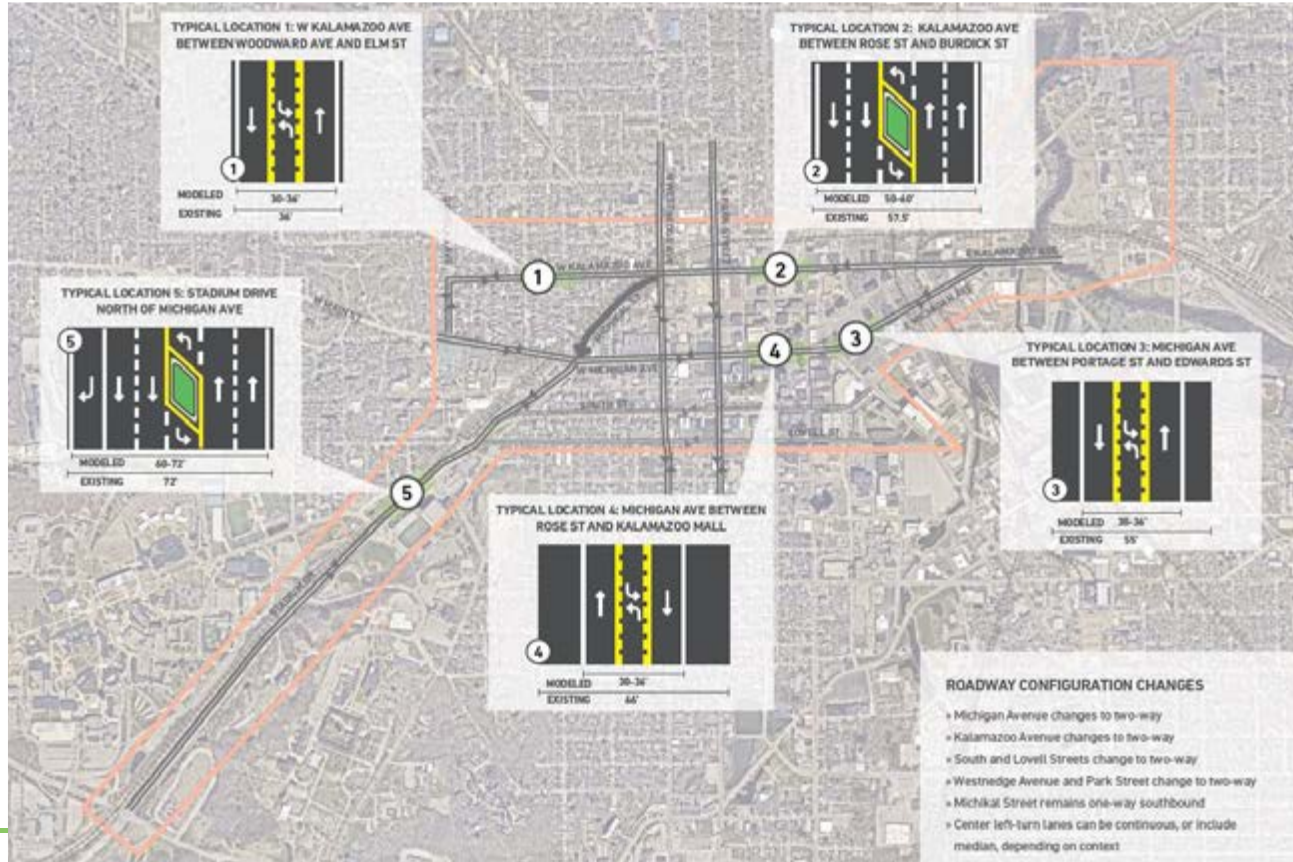 TYPICAL LOCATION 1: W KALAMAZOO AVE
BETWEEN WOODWARD AVE AND ELM ST
1
MODELED 30-36'
EXISTING 36'
TYPICAL LOCATION 2: KALAMAZOO AVE
BETWEEN ROSE ST AND BURDICK ST
2
MODELED 50-60'
EXISTING 57.5'
TYPICAL LOCATION 5: STADIUM DRIVE
NORTH OF MICHIGAN AVE
5
MODELED 60-72'
EXISTING 72'
TYPICAL LOCATION 3: MICHIGAN AVE
BETWEEN PORTAGE ST AND EDWARDS ST
3
MODELED 30-36'
EXISTING 55'
TYPICAL LOCATION 4: MICHIGAN AVE BETWEEN
ROSE ST AND KALAMAZOO MALL
4
MODELED 30-36'
EXISTING 66'
1
W KALAMAZOO AVE
2
E KALAMAZOO AVE
W MAIN ST
3
4
W MICHIGAN AVE
SOUTH ST
LOVELL ST
5
ROADWAY CONFIGURATION CHANGES
» Michigan Avenue changes to two-way
» Kalamazoo Avenue changes to two-way
» South and Lovell Streets change to two-way
» Westnedge Avenue and Park Street change to two-way
» Michikal Street remains one-way southbound
» Center left-turn lanes can be continuous, or include
median, depending on context